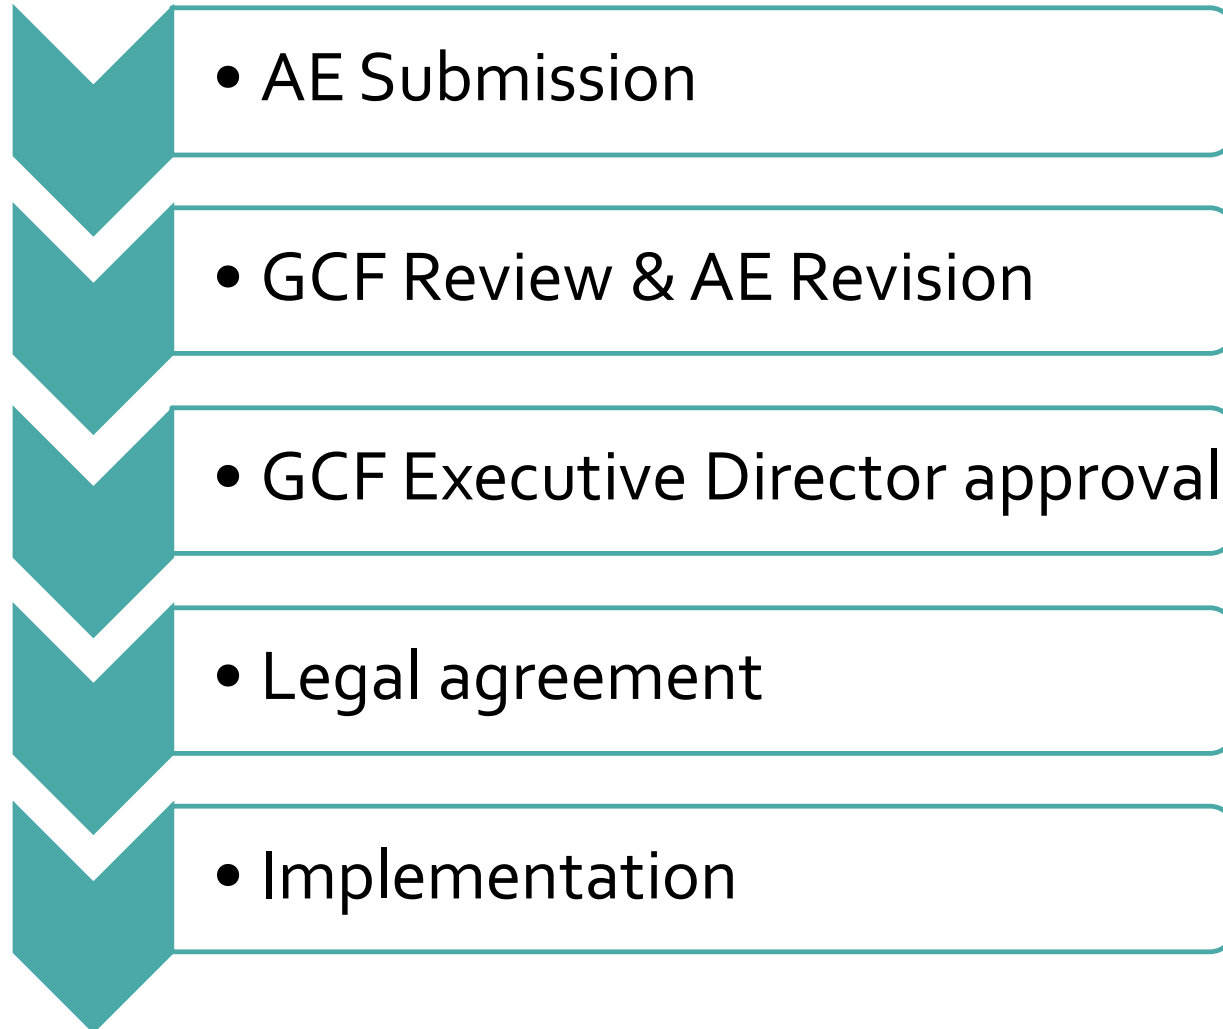 • AE Submission
• GCF Review & AE Revision
• GCF Executive Director approval
• Legal agreement
• Implementation